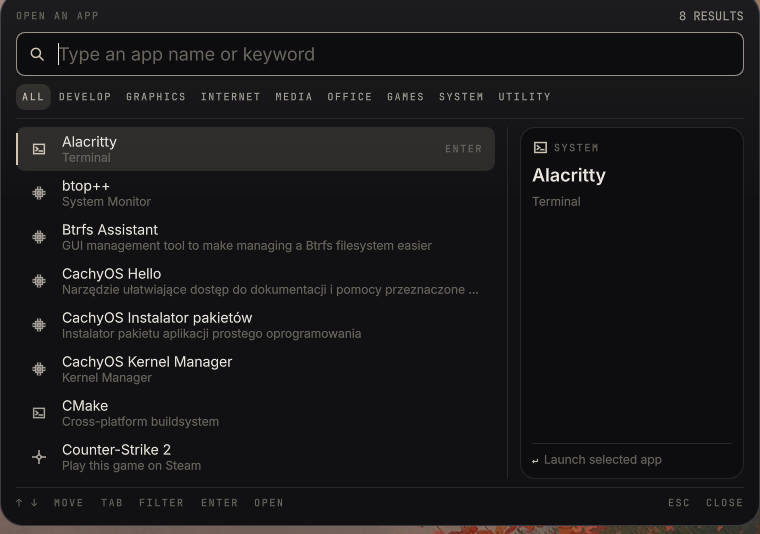 OPEN AN APP
8 RESULTS
Type an app name or keyword
ALL DEVELOP GRAPHICS INTERNET MEDIA OFFICE GAMES SYSTEM UTILITY
Alacritty
Terminal
ENTER
btop++
System Monitor
Btrfs Assistant
GUI management tool to make managing a Btrfs filesystem easier
CachyOS Hello
Narzędzie ułatwiające dostęp do dokumentacji i pomocy przeznaczone ...
CachyOS Instalator pakietów
Instalator pakietu aplikacji prostego oprogramowania
CachyOS Kernel Manager
Kernel Manager
CMake
Cross-platform buildsystem
Counter-Strike 2
Play this game on Steam
SYSTEM
Alacritty
Terminal
↵ Launch selected app
↑ ↓ MOVE TAB FILTER ENTER OPEN
ESC CLOSE